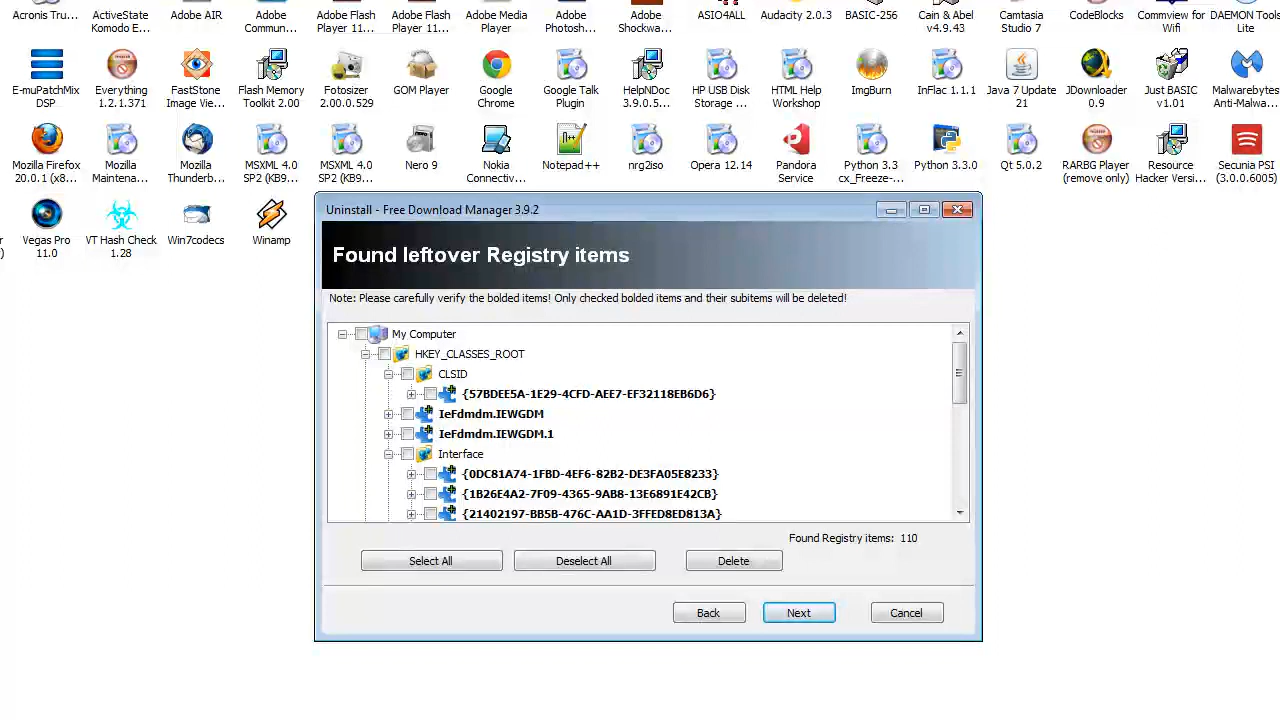 Acronis Tru... ActiveState Adobe AIR Adobe Adobe Flash Adobe Flash Adobe Media Adobe Adobe ASIO4ALL Audacity 2.0.3 BASIC-256 Cain & Abel Camtasia CodeBlocks Commview for DAEMON Tools
Komodo E... Commun... Player 11... Player 11... Player Photosh... Shockwa... v4.9.43 Studio 7 Wifi Lite
E-muPatchMix Everything FastStone Flash Memory Fotosizer GOM Player Google Google Talk HelpNDoc HP USB Disk HTML Help ImgBurn InFlac 1.1.1 Java 7 Update JDownloader Just BASIC Malwarebytes
DSP 1.2.1.371 Image Vie... Toolkit 2.00 2.00.0.529 Chrome Plugin 3.9.0.5... Storage ... Workshop 21 0.9 v1.01 Anti-Malwa...
Mozilla Firefox Mozilla Mozilla MSXML 4.0 MSXML 4.0 Nero 9 Nokia Notepad++ nrg2iso Opera 12.14 Pandora Python 3.3 Python 3.3.0 Qt 5.0.2 RARBG Player Resource Secunia PSI
20.0.1 (x8... Maintena... Thunderb... SP2 (KB9... SP2 (KB9... Connectiv... Service cx_Freeze-... (remove only) Hacker Versi... (3.0.0.6005)
Vegas Pro VT Hash Check Win7codecs Winamp
11.0 1.28
Uninstall - Free Download Manager 3.9.2
Found leftover Registry items
Note: Please carefully verify the bolded items! Only checked bolded items and their subitems will be deleted!
My Computer
HKEY_CLASSES_ROOT
CLSID
{57BDEE5A-1E29-4CFD-AEE7-EF32118EB6D6}
IeFdmdm.IEWGDM
IeFdmdm.IEWGDM.1
Interface
{0DC81A74-1FBD-4EF6-82B2-DE3FA05E8233}
{1B26E4A2-7F09-4365-9AB8-13E6891E42CB}
{21402197-BB5B-476C-AA1D-3FFED8ED813A}
Found Registry items: 110
Select All Deselect All Delete
Back Next Cancel